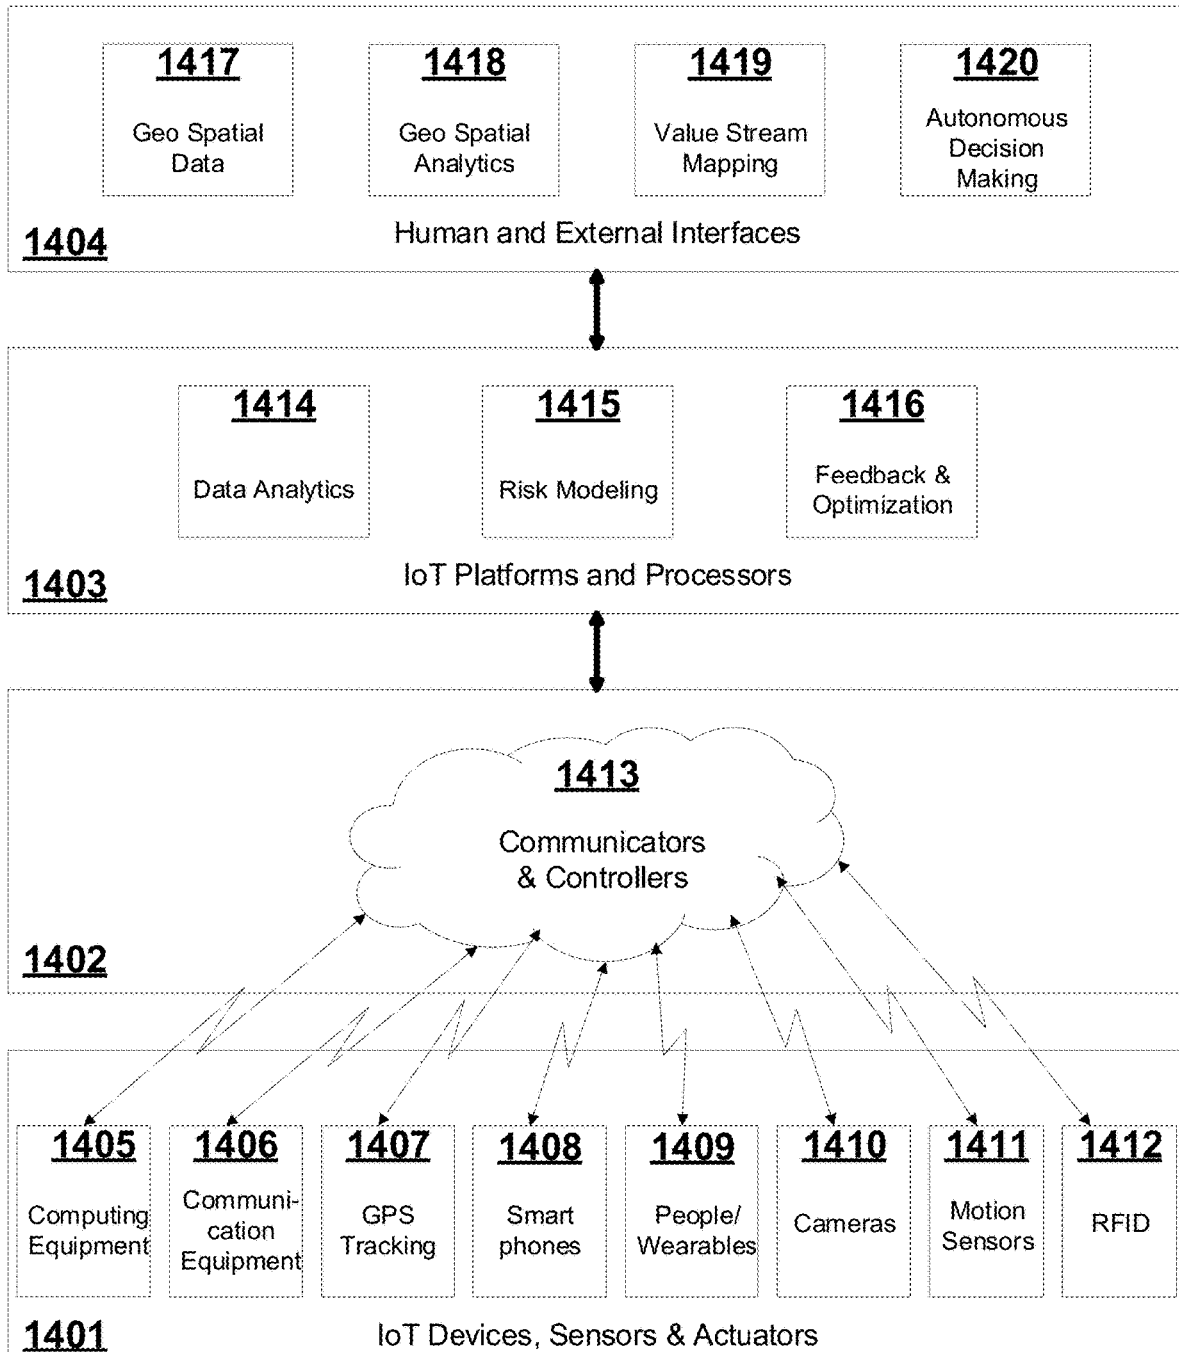 1417
1418
1419
1420
Geo Spatial
Data
Geo Spatial
Analytics
Value Stream
Mapping
Autonomous
Decision
Making
1404
Human and External Interfaces
1414
1415
1416
Data Analytics
Risk Modeling
Feedback &
Optimization
1403
IoT Platforms and Processors
1413
Communicators
& Controllers
1402
1405
1406
1407
1408
1409
1410
1411
1412
Computing
Equipment
Communi-
cation
Equipment
GPS
Tracking
Smart
phones
People/
Wearables
Cameras
Motion
Sensors
RFID
1401
IoT Devices, Sensors & Actuators